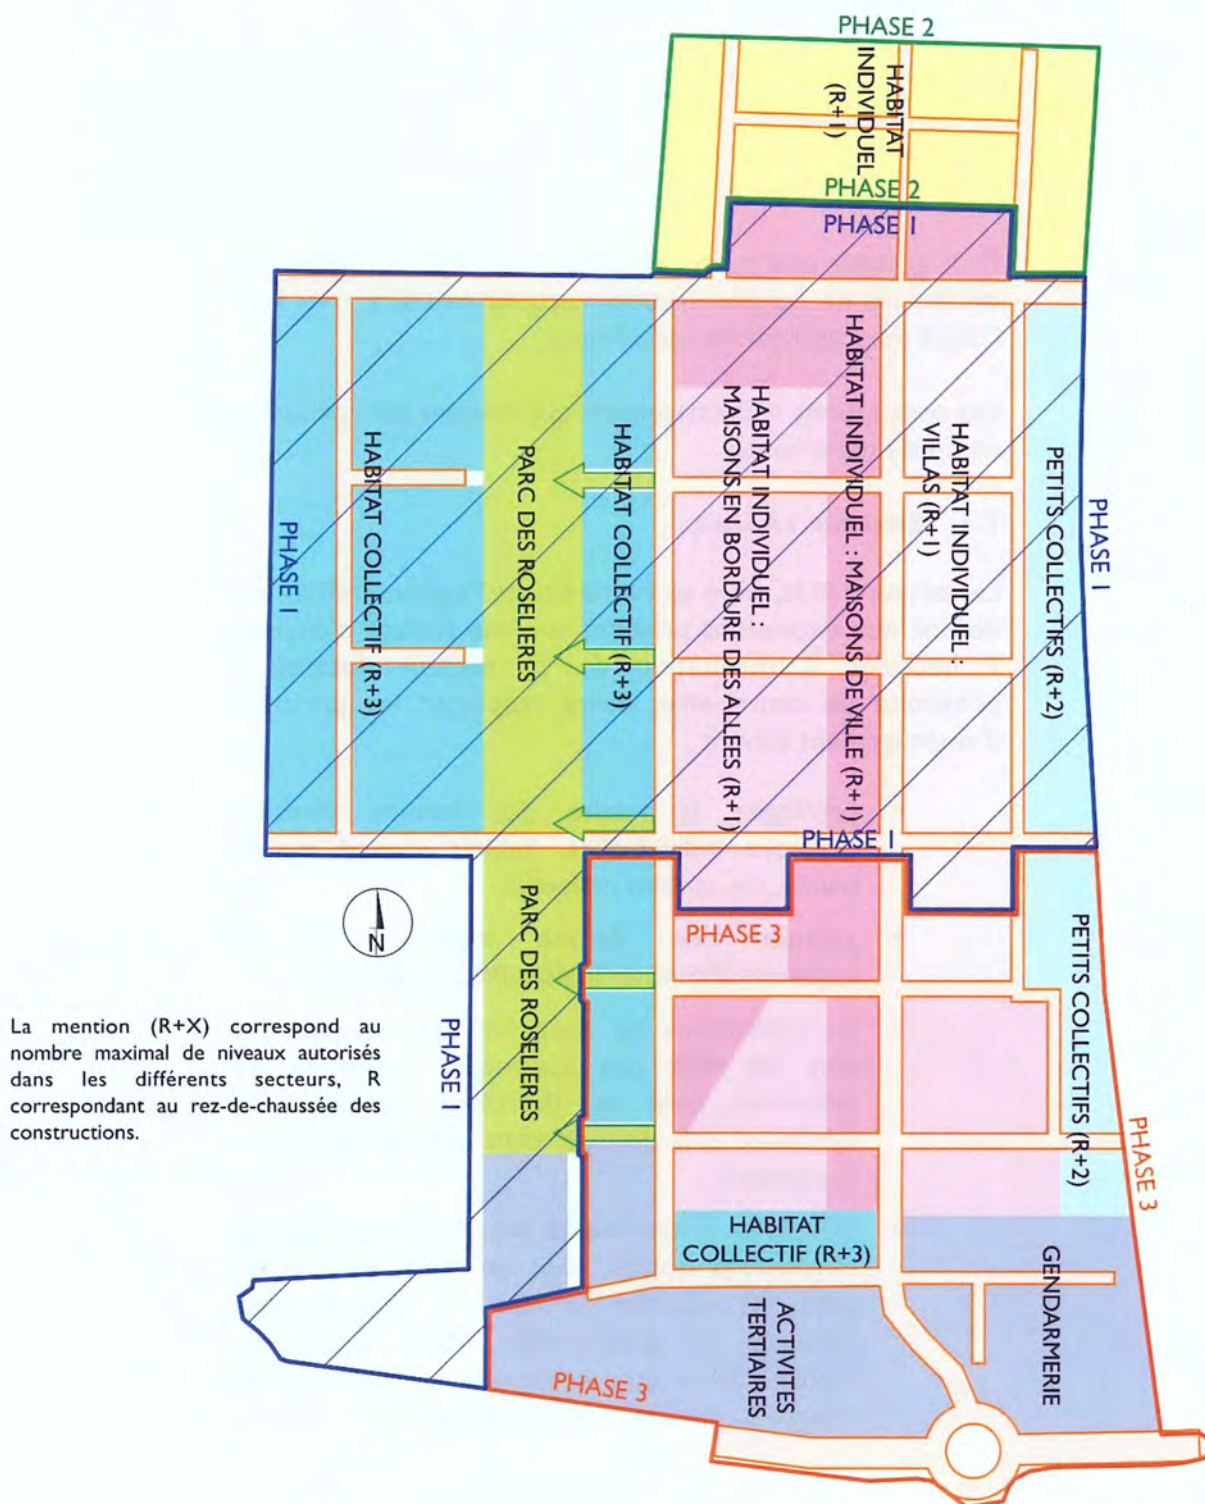 PHASE 2
HABITAT
INDIVIDUEL
(R+1)
PHASE 2
PHASE 1
HABITAT COLLECTIF (R+3)
PHASE 1
PARC DES ROSELIERES
HABITAT COLLECTIF (R+3)
HABITAT INDIVIDUEL :
MAISONS EN BORDURE DES ALLEES (R+1)
HABITAT INDIVIDUEL : MAISONS DE VILLE (R+1)
HABITAT INDIVIDUEL :
VILLAS (R+1)
PETITS COLLECTIFS (R+2)
PHASE 1
PHASE 1
PHASE 3
N
La mention (R+X) correspond au
nombre maximal de niveaux autorisés
dans les différents secteurs, R
correspondant au rez-de-chaussée des
constructions.
PHASE 1
PARC DES ROSELIERES
PETITS COLLECTIFS (R+2)
PHASE 3
HABITAT
COLLECTIF (R+3)
GENDARMERIE
ACTIVITES
TERTIAIRES
PHASE 3